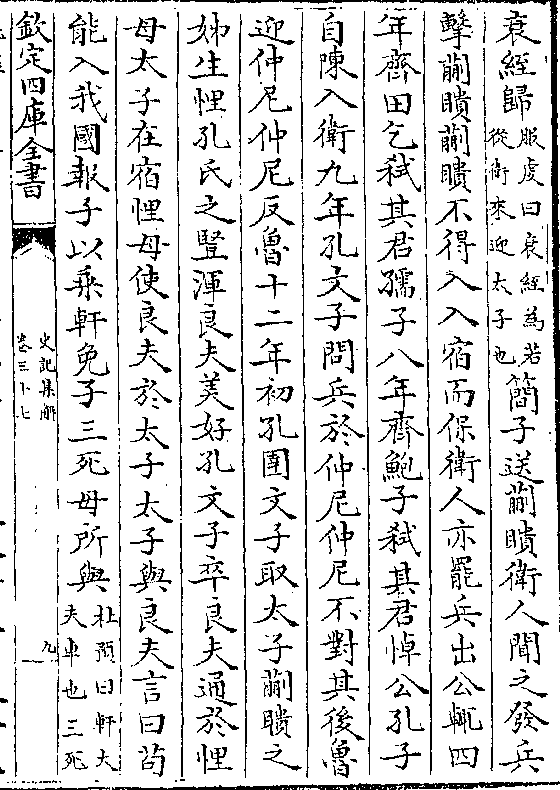 衰絰歸服虔曰衰絰為若從衛來迎太子也簡子送蒯聵衛人聞之發兵
擊蒯聵蒯聵不得入入宿而保衛人亦罷兵出公輒四
年齊田乞弒其君孺子八年齊鮑子弒其君悼公孔子
自陳入衛九年孔文子問兵於仲尼仲尼不對其後魯
迎仲尼仲尼反魯十二年初孔圉文子取太子蒯聵之
姊生悝孔氏之豎渾良夫美好孔文子卒良夫通於悝
母太子在宿悝母使良夫於太子太子與良夫言曰茍
能入我國報子以乘軒免子三死毋所與杜預曰軒大夫車也三死
欽定四庫全書
史記集解
卷三十七
九